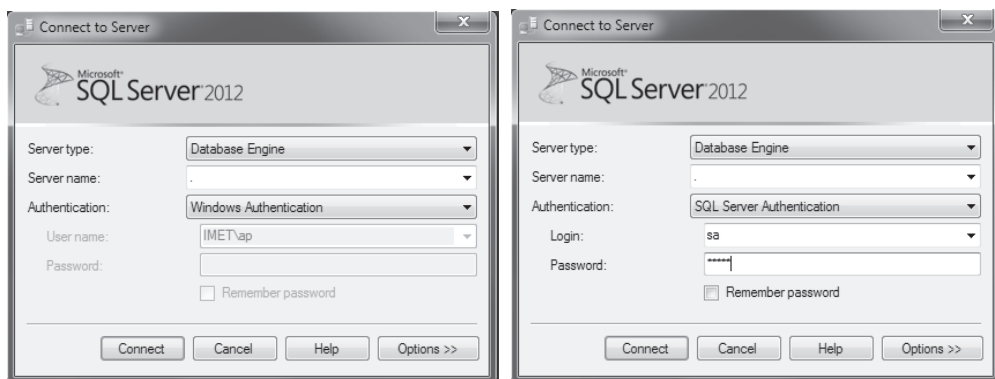 Connect to Server
Microsoft®
SQL Server® 2012
Server type: Database Engine
Server name: .
Authentication: Windows Authentication
User name: IMET\ap
Password:
Remember password
Connect Cancel Help Options >>
Connect to Server
Microsoft®
SQL Server® 2012
Server type: Database Engine
Server name: .
Authentication: SQL Server Authentication
Login: sa
Password: *****
Remember password
Connect Cancel Help Options >>